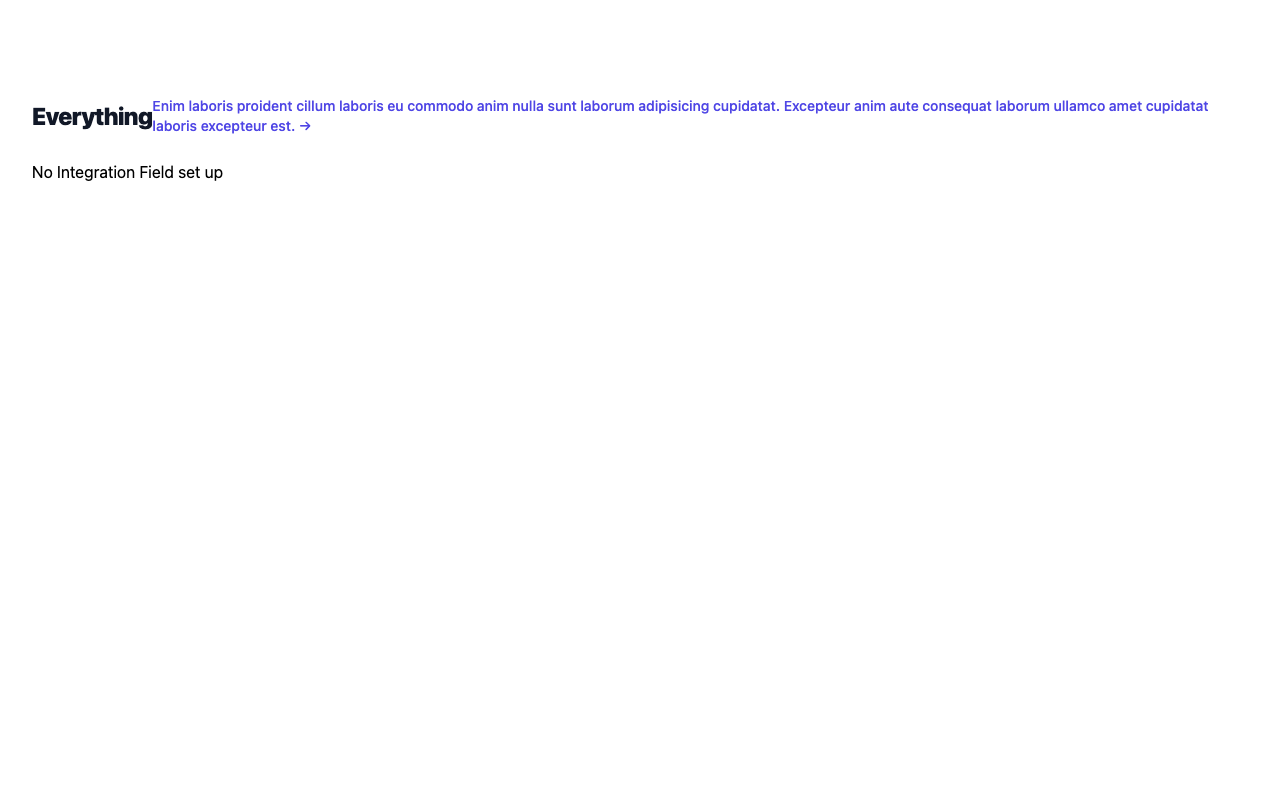 Everything
Enim laboris proident cillum laboris eu commodo anim nulla sunt laborum adipisicing cupidatat. Excepteur anim aute consequat laborum ullamco amet cupidatat
laboris excepteur est. →
No Integration Field set up